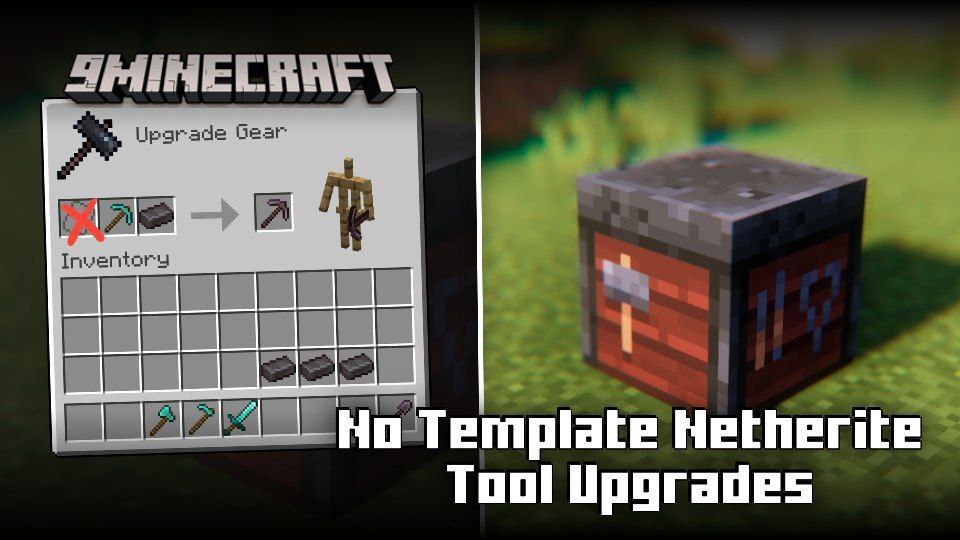 9MINECRAFT
Upgrade Gear
Inventory
No Template Netherite
Tool Upgrades